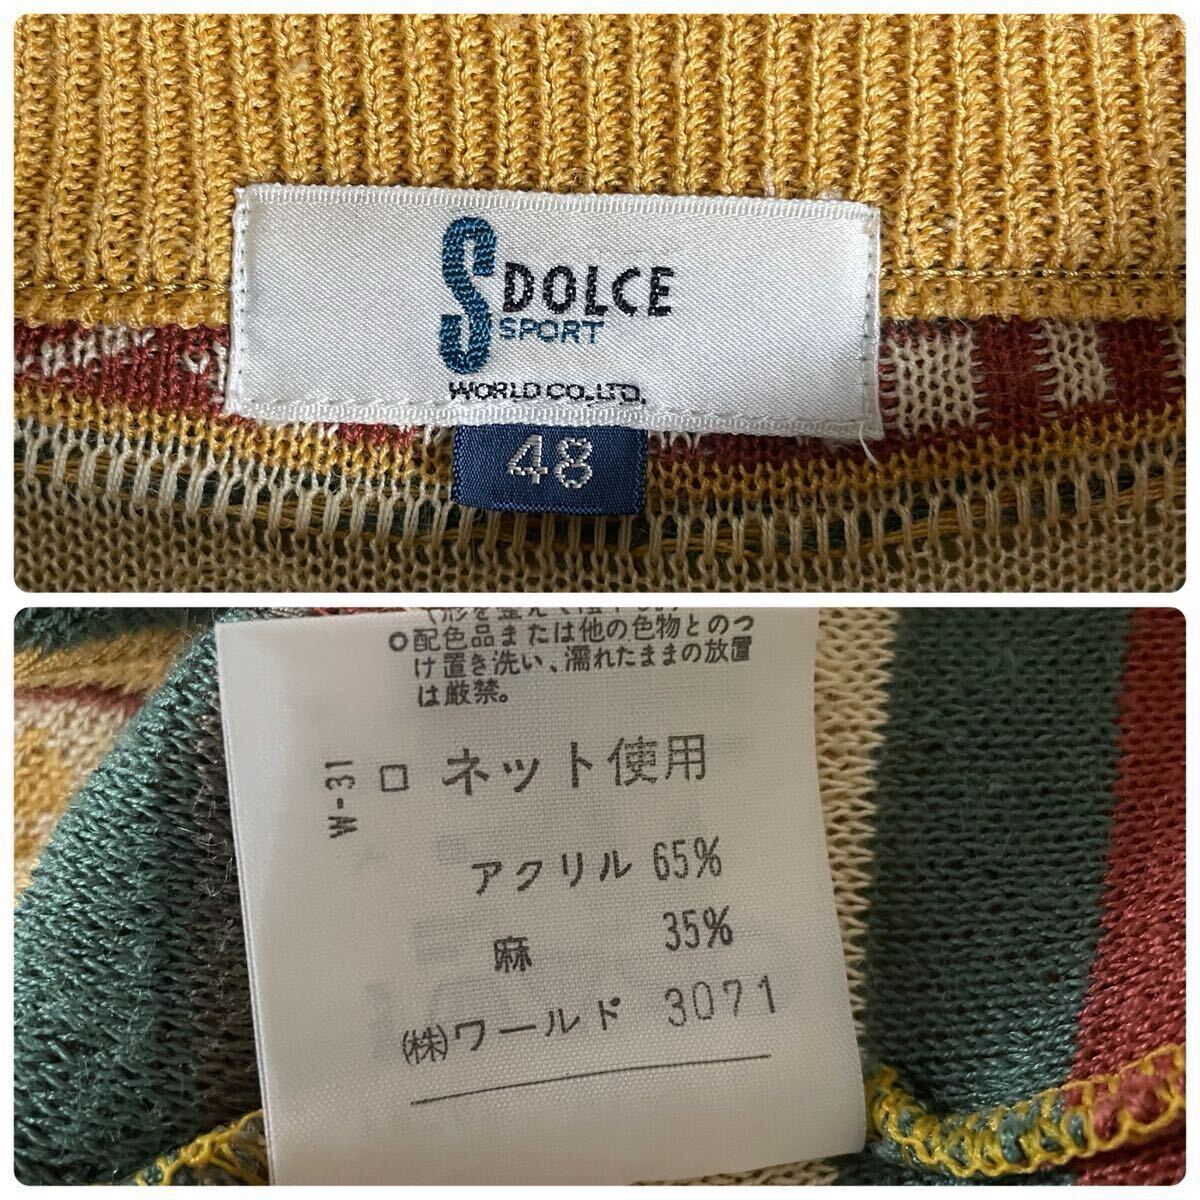 S DOLCE
SPORT
WORLD CO., LTD.
48
○配色品または他の色物とのつ
け置き洗い、濡れたままの放置
は厳禁。
W-31
□ ネット使用
アクリル 65%
麻 35%
(株)ワールド 3071